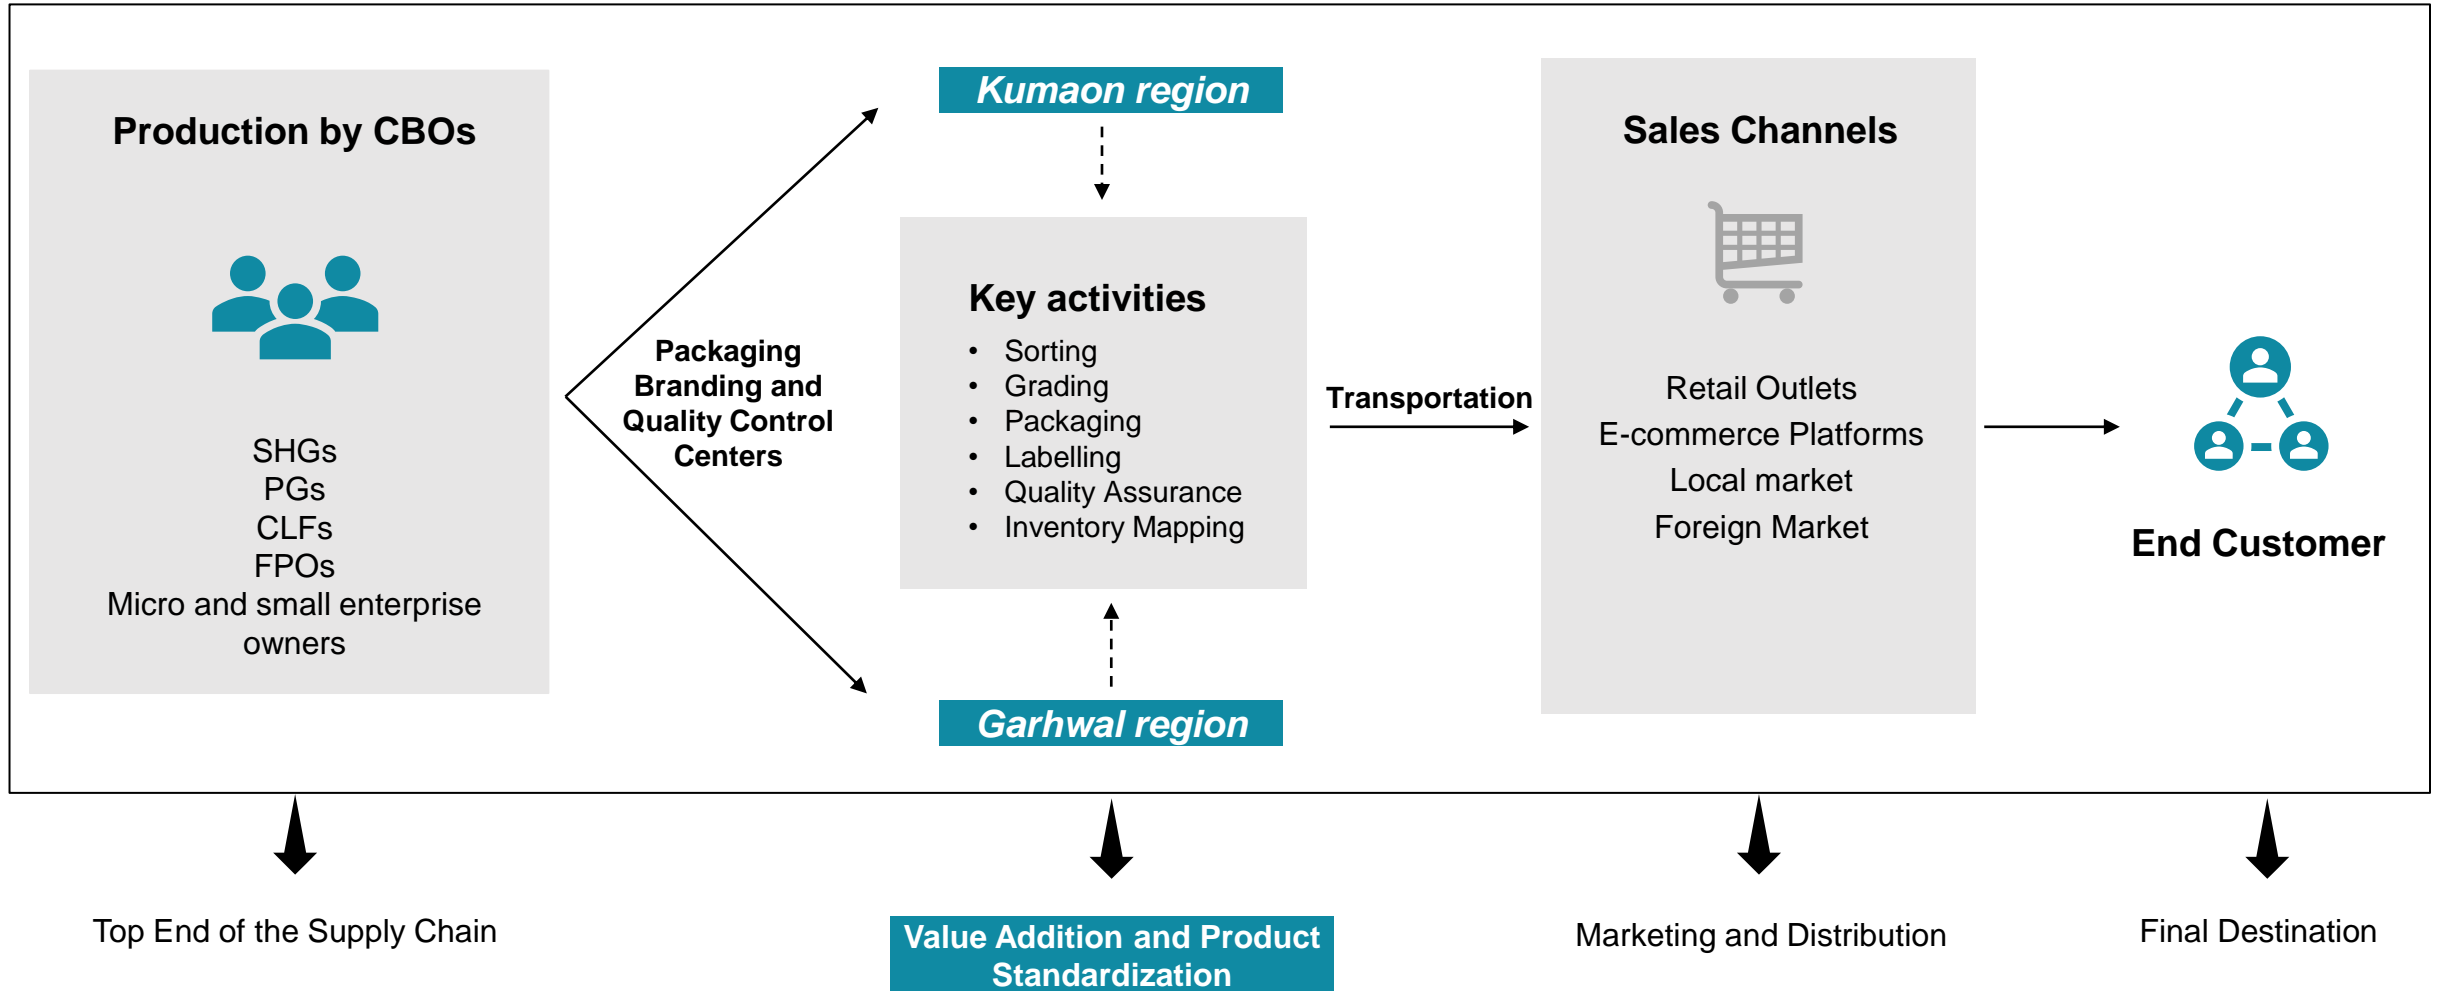 Production by CBOs
SHGs
PGs
CLFs
FPOs
Micro and small enterprise
owners
Packaging
Branding and
Quality Control
Centers
Kumaon region
Key activities
• Sorting
• Grading
• Packaging
• Labelling
• Quality Assurance
• Inventory Mapping
Garhwal region
Transportation
Sales Channels
Retail Outlets
E-commerce Platforms
Local market
Foreign Market
End Customer
Top End of the Supply Chain
Value Addition and Product
Standardization
Marketing and Distribution
Final Destination